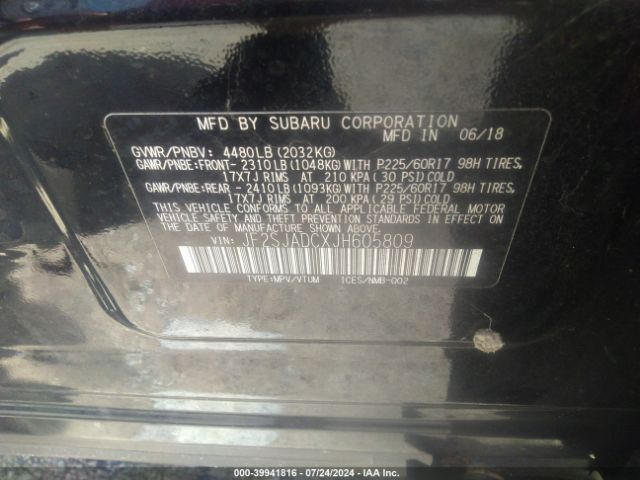 MFD BY SUBARU CORPORATION
MFD IN 06/18
GVWR/PNBV: 4480LB (2032KG)
GAWR/PNBE:FRONT- 2310 LB (1048KG) WITH P225/60R17 98H TIRES,
17X7J RIMS AT 210 KPA (30 PSI) COLD
GAWR/PNBE:REAR - 2410 LB (1093KG) WITH P225/60R17 98H TIRES,
17X7J RIMS AT 200 KPA (29 PSI) COLD
THIS VEHICLE CONFORMS TO ALL APPLICABLE FEDERAL MOTOR
VEHICLE SAFETY AND THEFT PREVENTION STANDARDS IN EFFECT
ON THE DATE OF MANUFACTURE SHOWN ABOVE.
VIN: JF2SJADCXJH605809
TYPE:MPV/VTUM ICES/NMB-002
000-39941816 - 07/24/2024 - IAA Inc.